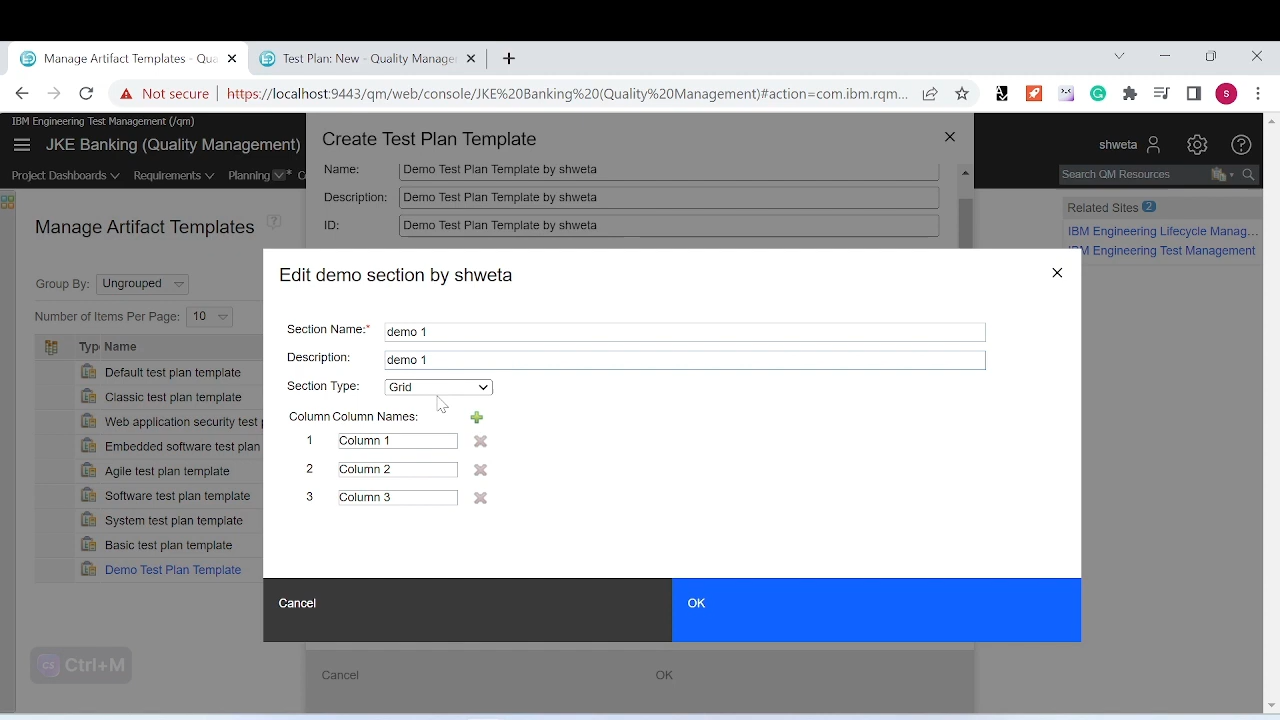 Manage Artifact Templates - Qua
Test Plan: New - Quality Manage
Not secure
https://localhost:9443/qm/web/console/JKE%20Banking%20(Quality%20Management)#action=com.ibm.rqm...
S
IBM Engineering Test Management (/qm)
JKE Banking (Quality Management)
Project Dashboards
Requirements
Planning
Create Test Plan Template
shweta
Search QM Resources
Name:
Demo Test Plan Template by shweta
Description:
Demo Test Plan Template by shweta
ID:
Demo Test Plan Template by shweta
Related Sites 2
IBM Engineering Lifecycle Manag...
IBM Engineering Test Management
Manage Artifact Templates
Group By: Ungrouped
Number of Items Per Page: 10
Typ Name
Default test plan template
Classic test plan template
Web application security test
Embedded software test plan
Agile test plan template
Software test plan template
System test plan template
Basic test plan template
Demo Test Plan Template
Edit demo section by shweta
Section Name:* demo 1
Description: demo 1
Section Type: Grid
Column Column Names:
1 Column 1
2 Column 2
3 Column 3
Cancel
OK
CS Ctrl+M
Cancel
OK